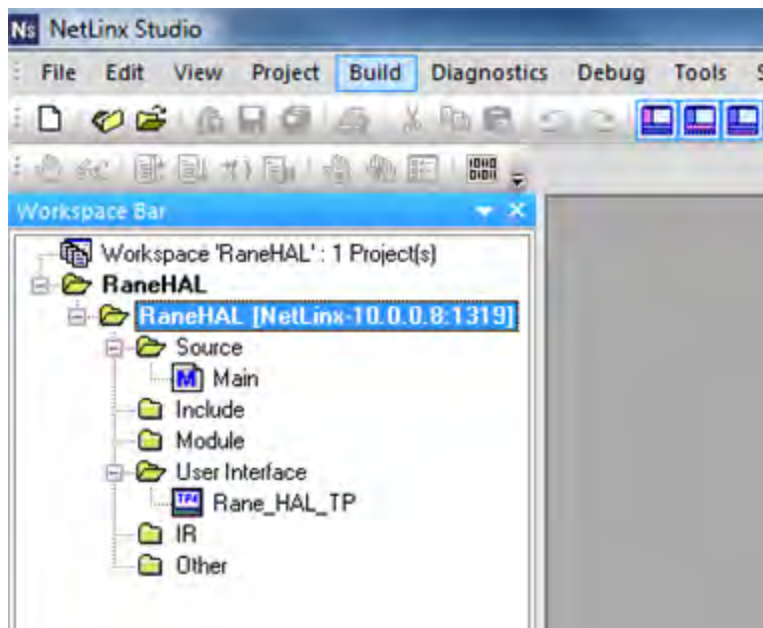 Ns NetLinx Studio
File Edit View Project Build Diagnostics Debug Tools S
Workspace Bar
Workspace 'RaneHAL' : 1 Project(s)
RaneHAL
RaneHAL [NetLinx-10.0.0.8:1319]
Source
M Main
Include
Module
User Interface
TP4 Rane_HAL_TP
IR
Other